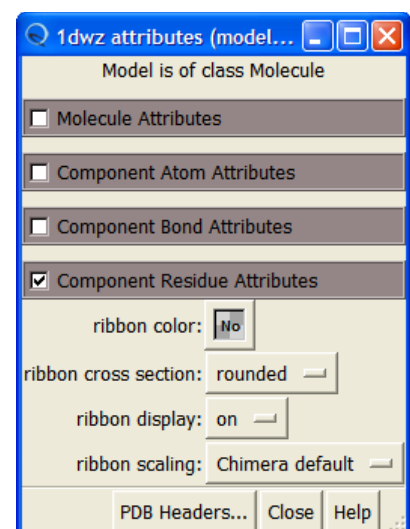 1dwz attributes (model...
Model is of class Molecule
Molecule Attributes
Component Atom Attributes
Component Bond Attributes
Component Residue Attributes
ribbon color: No
ribbon cross section: rounded
ribbon display: on
ribbon scaling: Chimera default
PDB Headers... Close Help